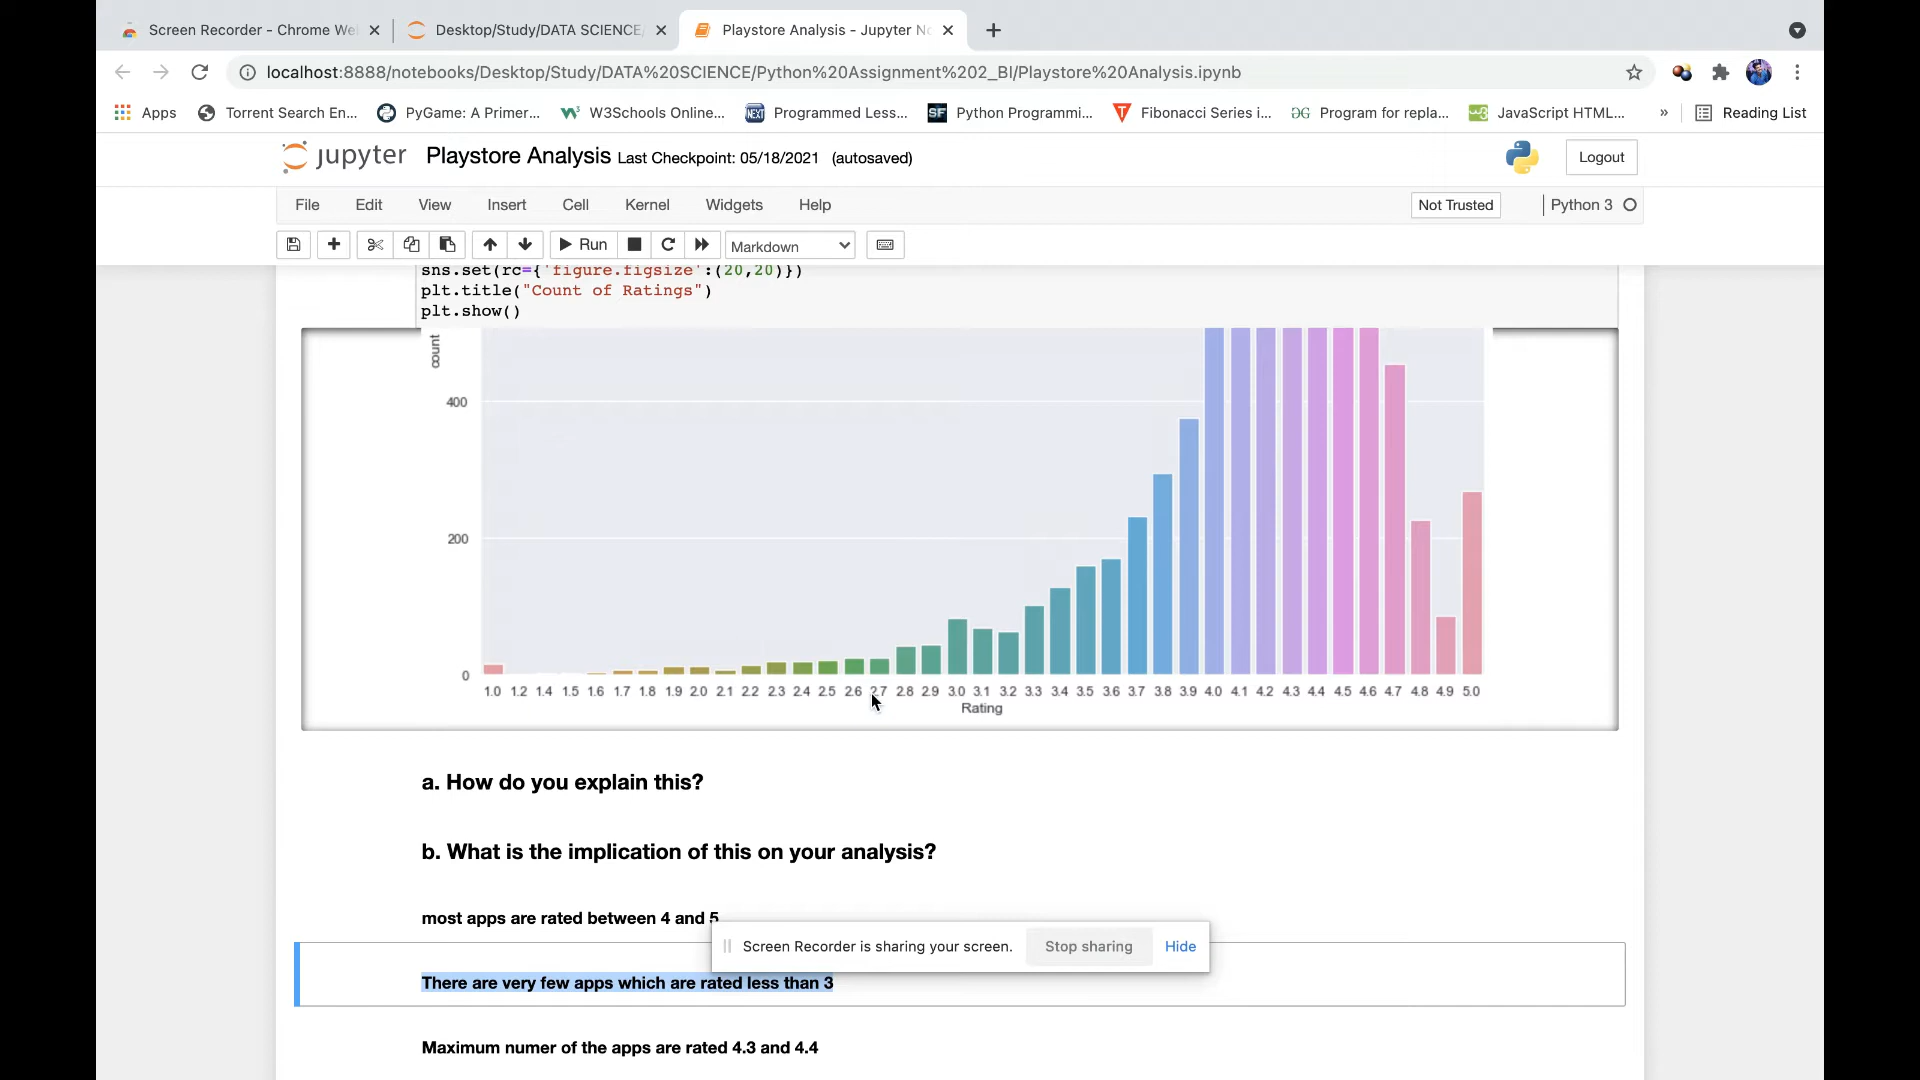 Screen Recorder - Chrome We
Desktop/Study/DATA SCIENCE/
Playstore Analysis - Jupyter No
localhost:8888/notebooks/Desktop/Study/DATA%20SCIENCE/Python%20Assignment%202_BI/Playstore%20Analysis.ipynb
Apps
Torrent Search En...
PyGame: A Primer...
W3Schools Online...
NEXT
Programmed Less...
SF
Python Programmi...
Fibonacci Series i...
Program for repla...
JavaScript HTML...
»
Reading List
jupyter
Playstore Analysis Last Checkpoint: 05/18/2021 (autosaved)
Logout
File Edit View Insert Cell Kernel Widgets Help
Not Trusted
Python 3
Run
Markdown
sns.set(rc={'figure.figsize':(20,20)})
plt.title("Count of Ratings")
plt.show()
count
400
200
0
1.0 1.2 1.4 1.5 1.6 1.7 1.8 1.9 2.0 2.1 2.2 2.3 2.4 2.5 2.6 2.7 2.8 2.9 3.0 3.1 3.2 3.3 3.4 3.5 3.6 3.7 3.8 3.9 4.0 4.1 4.2 4.3 4.4 4.5 4.6 4.7 4.8 4.9 5.0
Rating
a. How do you explain this?
b. What is the implication of this on your analysis?
most apps are rated between 4 and 5
Screen Recorder is sharing your screen.
Stop sharing
Hide
There are very few apps which are rated less than 3
Maximum numer of the apps are rated 4.3 and 4.4